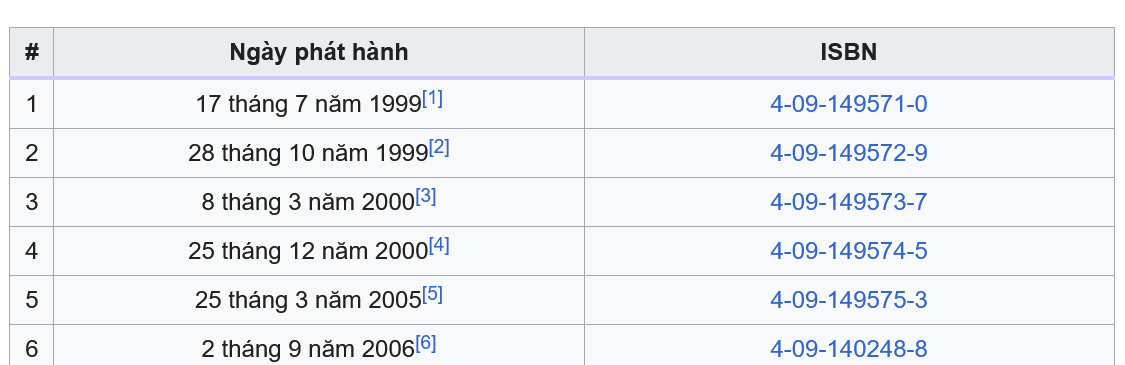 # Ngày phát hành ISBN
1 17 tháng 7 năm 1999[1] 4-09-149571-0
2 28 tháng 10 năm 1999[2] 4-09-149572-9
3 8 tháng 3 năm 2000[3] 4-09-149573-7
4 25 tháng 12 năm 2000[4] 4-09-149574-5
5 25 tháng 3 năm 2005[5] 4-09-149575-3
6 2 tháng 9 năm 2006[6] 4-09-140248-8